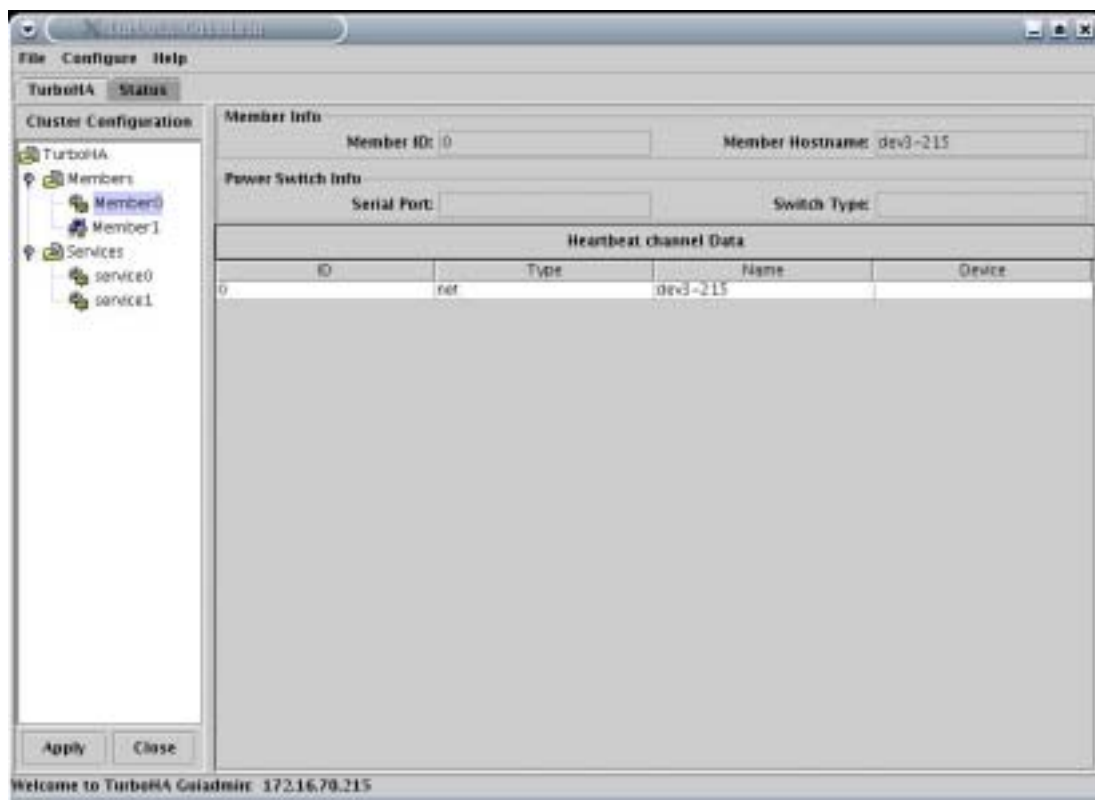 TurboHA Guiadmin
File Configure Help
TurboHA Status
Cluster Configuration
TurboHA
Members
Member0
Member1
Services
service0
service1
Member Info
Member ID: 0 Member Hostname: dev3-215
Power Switch Info
Serial Port: Switch Type:
Heartbeat channel Data
ID Type Name Device
0 net dev3-215
Apply Close
Welcome to TurboHA Guiadmin: 172.16.70.215